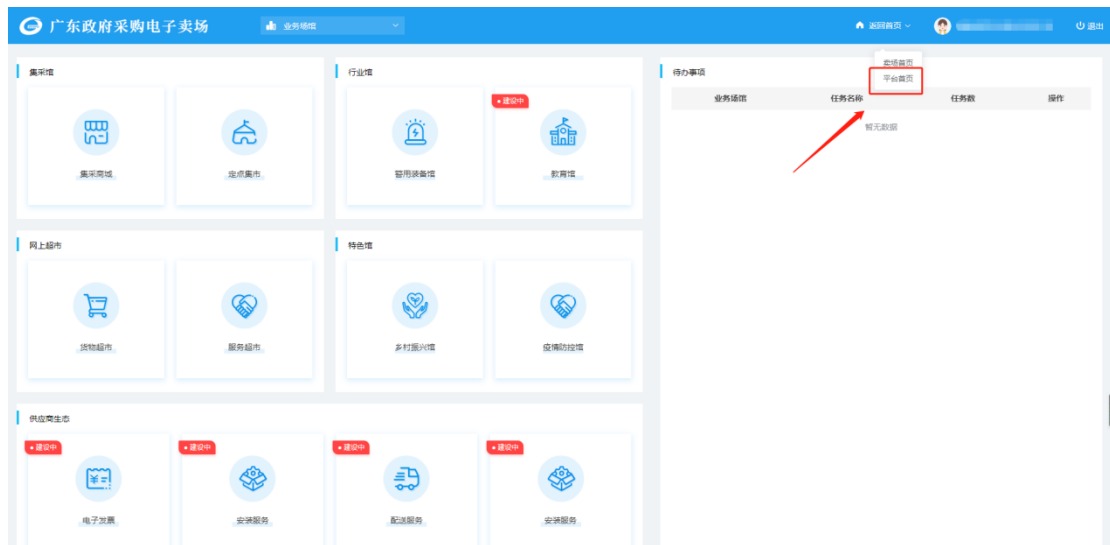 广东政府采购电子卖场
业务场馆
返回首页
退出
卖场首页
平台首页
集采馆
集采商城
定点集市
行业馆
警用装备馆
建设中
教育馆
待办事项
业务场馆 任务名称 任务数 操作
暂无数据
网上超市
货物超市
服务超市
特色馆
乡村振兴馆
疫情防控馆
供应商生态
建设中
电子发票
建设中
安装服务
建设中
配送服务
建设中
安装服务